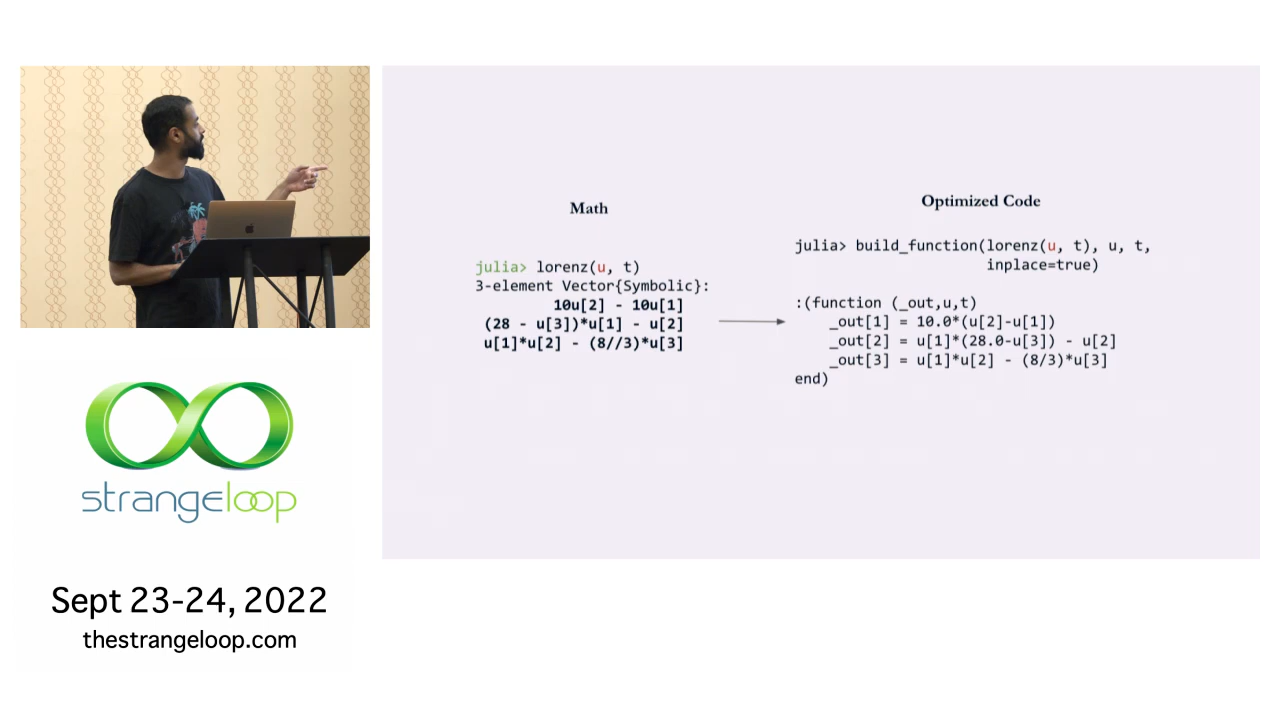 Math
julia> lorenz(u, t)
3-element Vector{Symbolic}:
10u[2] - 10u[1]
(28 - u[3])*u[1] - u[2]
u[1]*u[2] - (8//3)*u[3]
Optimized Code
julia> build_function(lorenz(u, t), u, t,
inplace=true)
:(function (_out,u,t)
_out[1] = 10.0*(u[2]-u[1])
_out[2] = u[1]*(28.0-u[3]) - u[2]
_out[3] = u[1]*u[2] - (8/3)*u[3]
end)
strangeloop
Sept 23-24, 2022
thestrangeloop.com